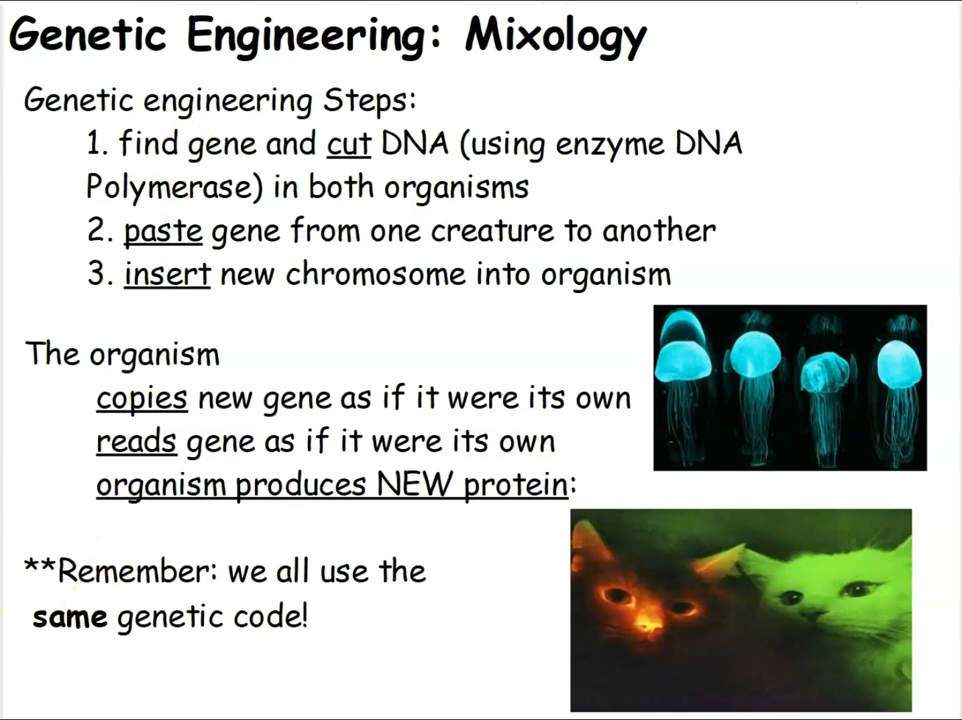 Genetic Engineering: Mixology
Genetic engineering Steps:
1. find gene and cut DNA (using enzyme DNA
Polymerase) in both organisms
2. paste gene from one creature to another
3. insert new chromosome into organism
The organism
copies new gene as if it were its own
reads gene as if it were its own
organism produces NEW protein:
**Remember: we all use the
same genetic code!